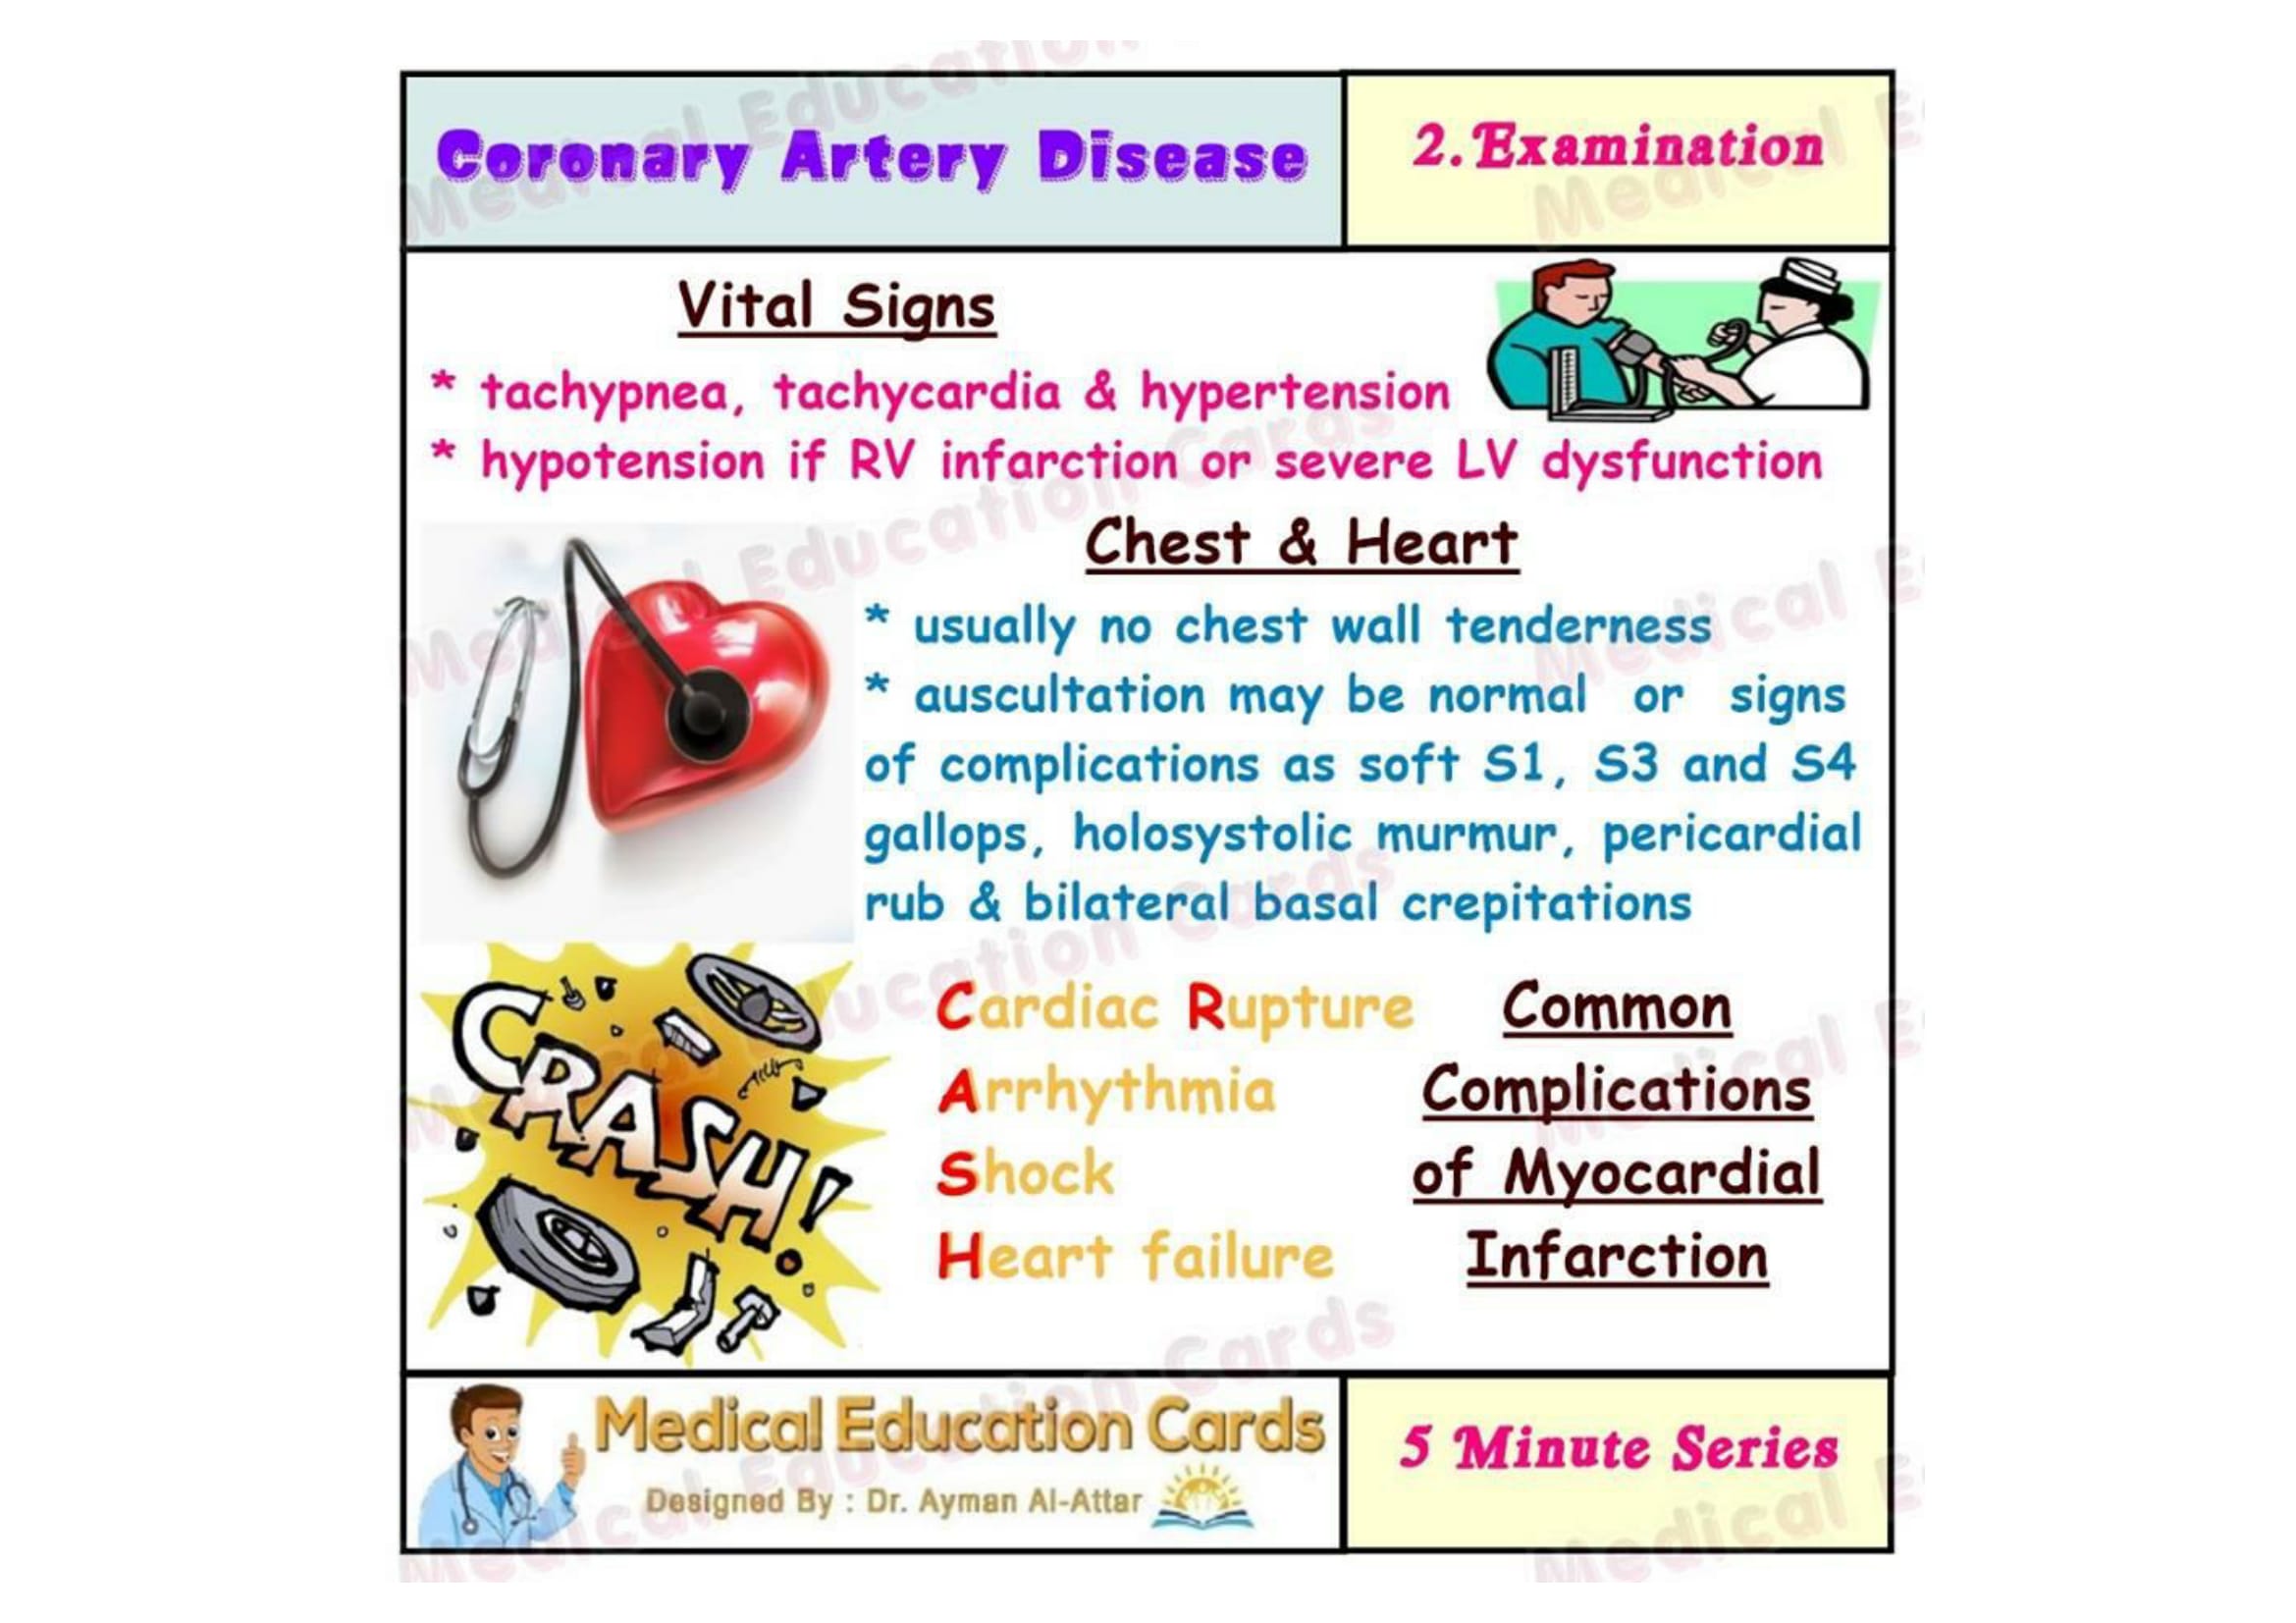 Coronary Artery Disease
2. Examination
Vital Signs
* tachypnea, tachycardia & hypertension
* hypotension if RV infarction or severe LV dysfunction
Chest & Heart
* usually no chest wall tenderness
* auscultation may be normal or signs
of complications as soft S1, S3 and S4
gallops, holosystolic murmur, pericardial
rub & bilateral basal crepitations
CRASH!
Cardiac Rupture
Arrhythmia
Shock
Heart failure
Common
Complications
of Myocardial
Infarction
Medical Education Cards
Designed By : Dr. Ayman Al-Attar
5 Minute Series
Medical Education Cards